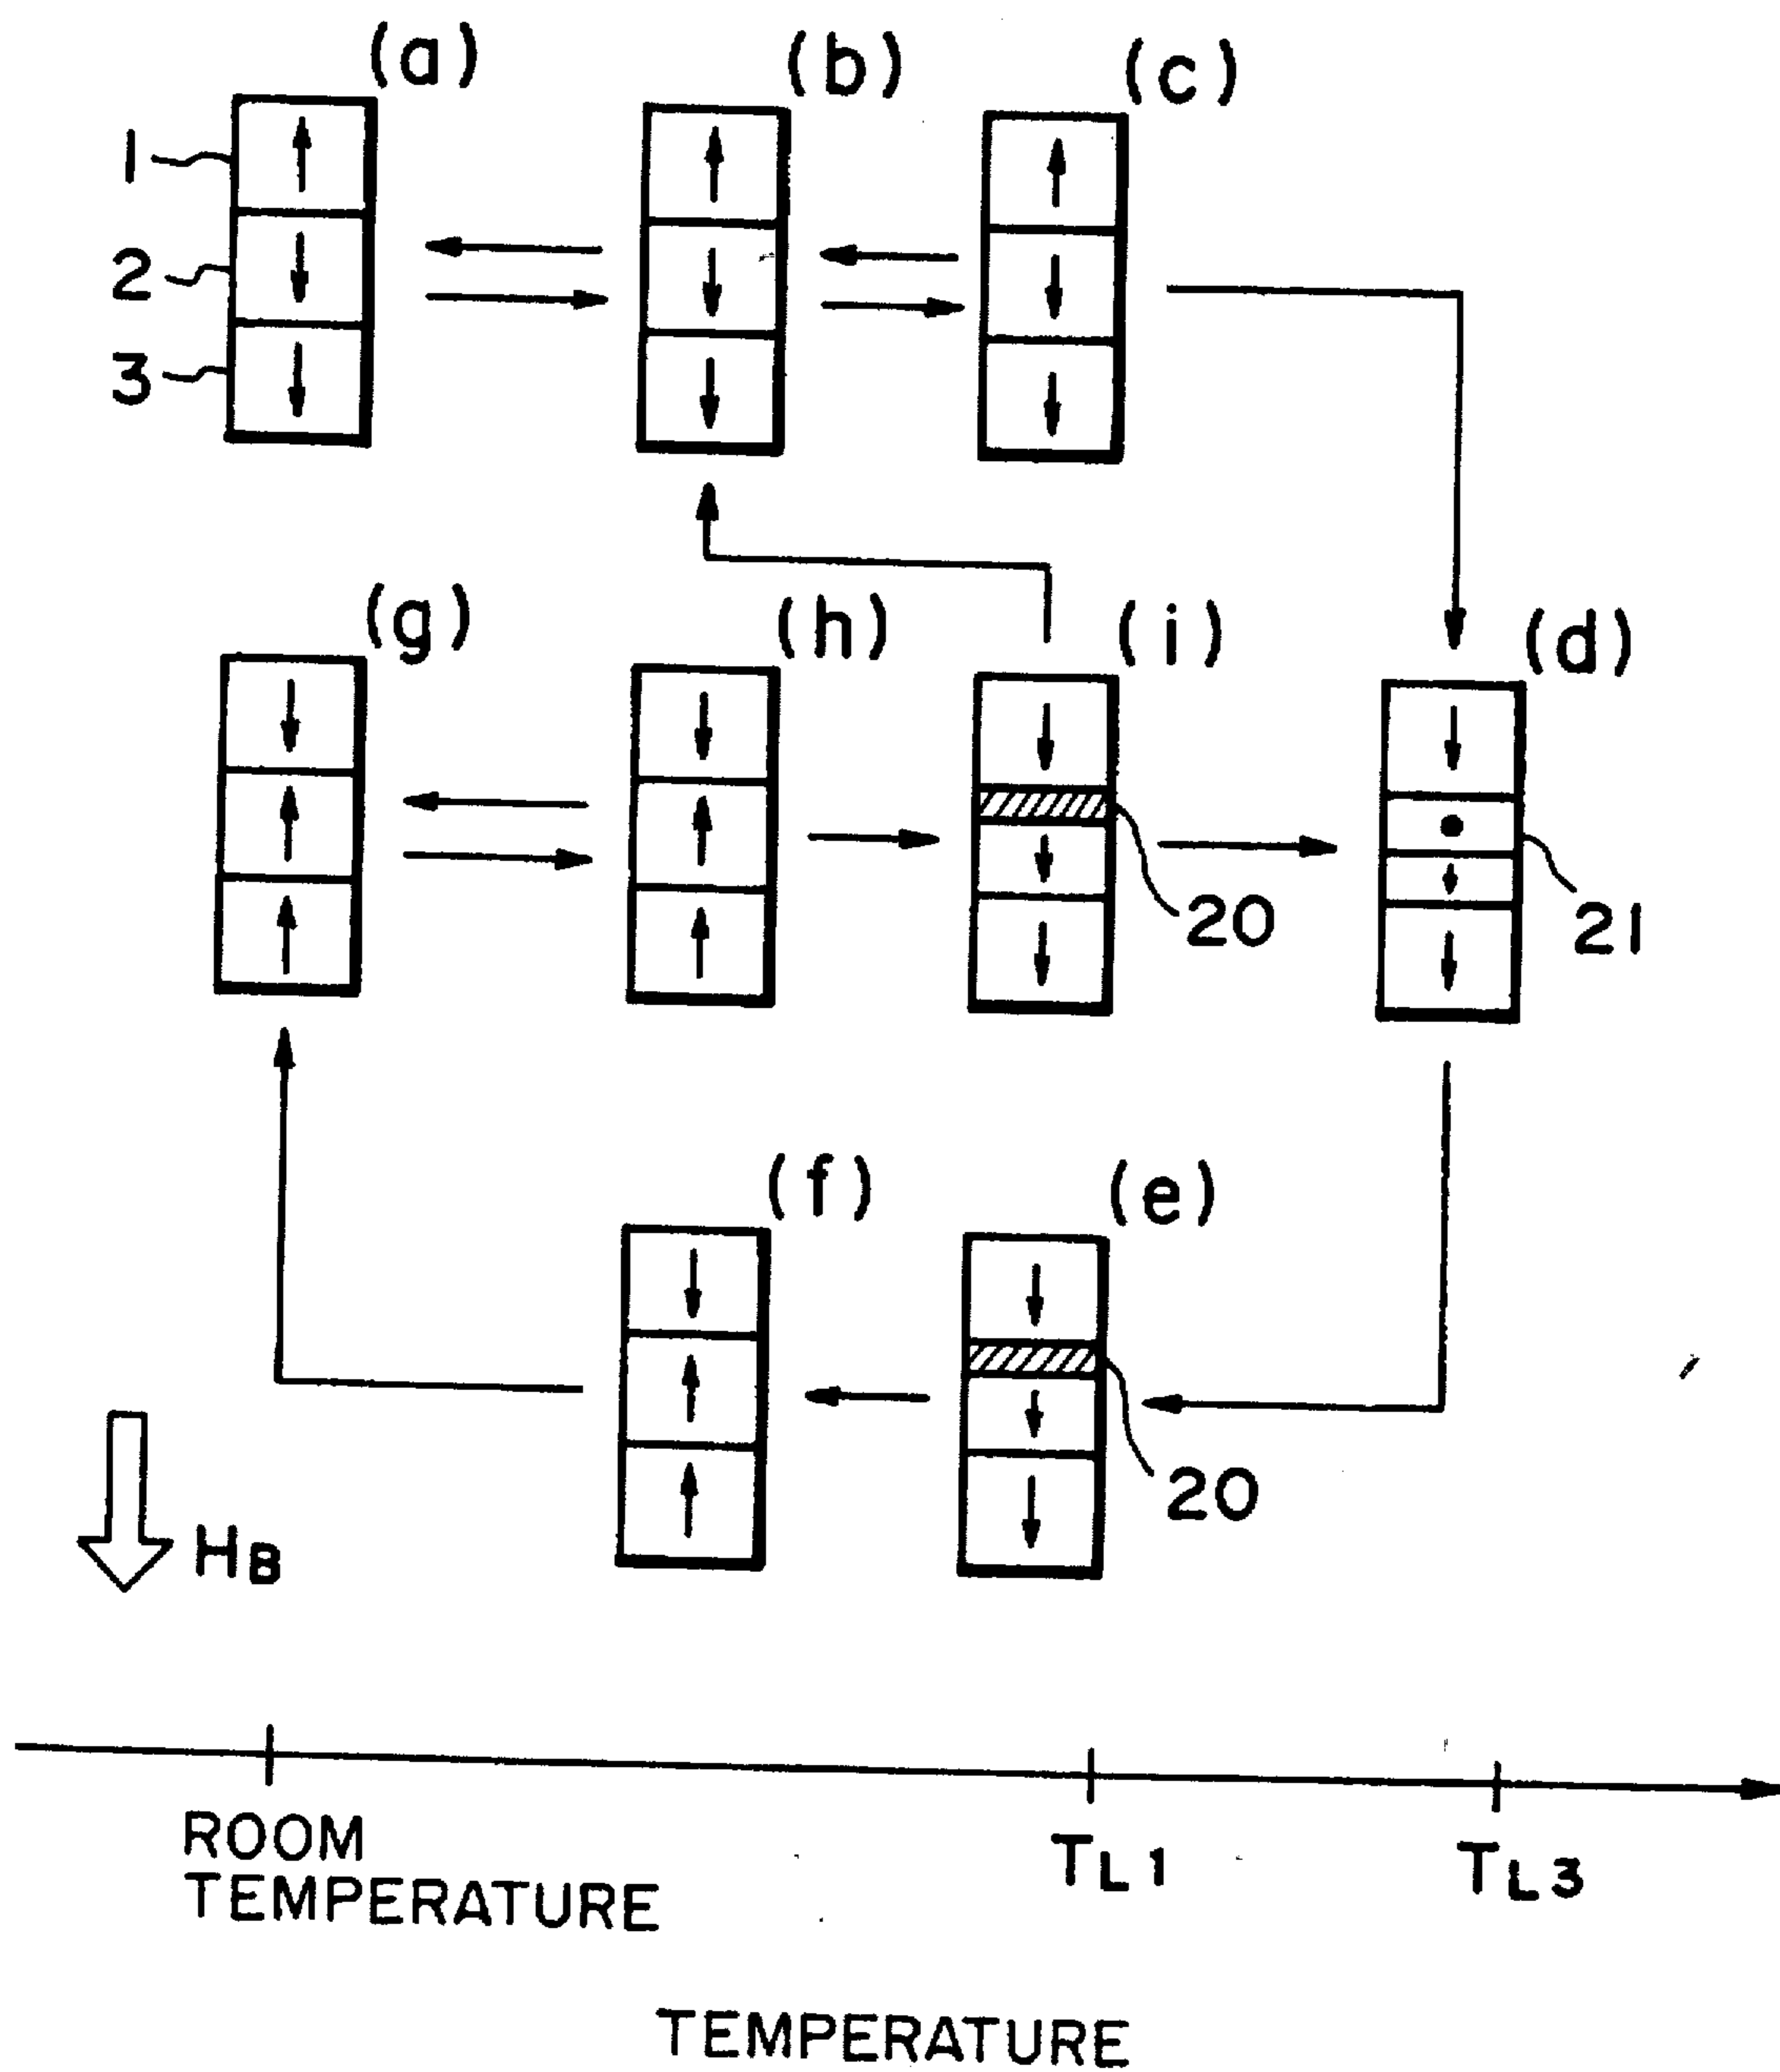 (a)
(b)
(c)
1
2
3
(g)
(h)
(i)
(d)
20
21
(f)
(e)
20
HB
ROOM
TEMPERATURE
TL1
TL3
TEMPERATURE